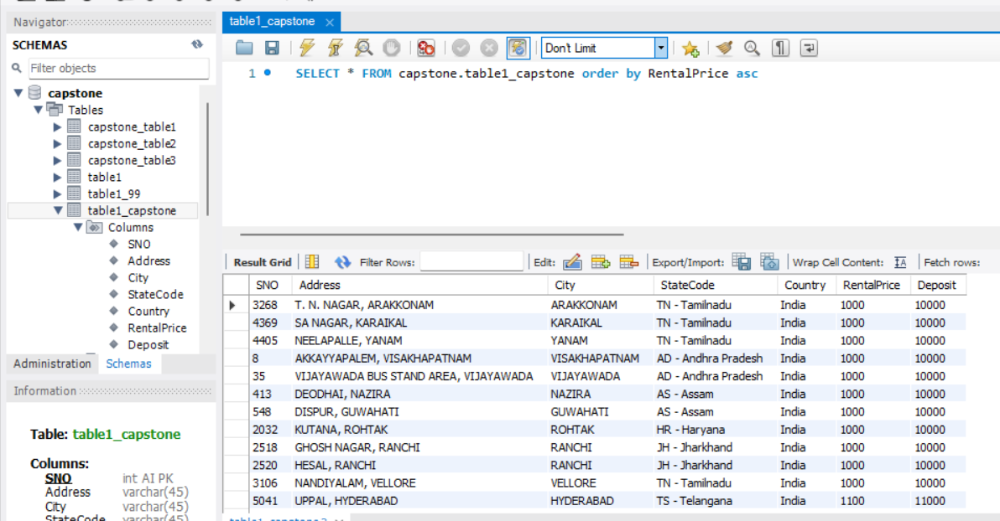 Navigator
table1_capstone
SCHEMAS
Filter objects
Don't Limit
capstone
Tables
capstone_table1
capstone_table2
capstone_table3
table1
table1_99
table1_capstone
Columns
SNO
Address
City
StateCode
Country
RentalPrice
Deposit
Administration Schemas
Information
Table: table1_capstone
Columns:
SNO int AI PK
Address varchar(45)
City varchar(45)
StateCode varchar(45)
1 SELECT * FROM capstone.table1_capstone order by RentalPrice asc
Result Grid Filter Rows: Edit: Export/Import: Wrap Cell Content: Fetch rows:
SNO Address City StateCode Country RentalPrice Deposit
3268 T. N. NAGAR, ARAKKONAM ARAKKONAM TN - Tamilnadu India 1000 10000
4369 SA NAGAR, KARAIKAL KARAIKAL TN - Tamilnadu India 1000 10000
4405 NEELAPALLE, YANAM YANAM TN - Tamilnadu India 1000 10000
8 AKKAYYAPALEM, VISAKHAPATNAM VISAKHAPATNAM AD - Andhra Pradesh India 1000 10000
35 VIJAYAWADA BUS STAND AREA, VIJAYAWADA VIJAYAWADA AD - Andhra Pradesh India 1000 10000
413 DEODHAI, NAZIRA NAZIRA AS - Assam India 1000 10000
548 DISPUR, GUWAHATI GUWAHATI AS - Assam India 1000 10000
2032 KUTANA, ROHTAK ROHTAK HR - Haryana India 1000 10000
2518 GHOSH NAGAR, RANCHI RANCHI JH - Jharkhand India 1000 10000
2520 HESAL, RANCHI RANCHI JH - Jharkhand India 1000 10000
3106 NANDIYALAM, VELLORE VELLORE TN - Tamilnadu India 1000 10000
5041 UPPAL, HYDERABAD HYDERABAD TS - Telangana India 1100 11000